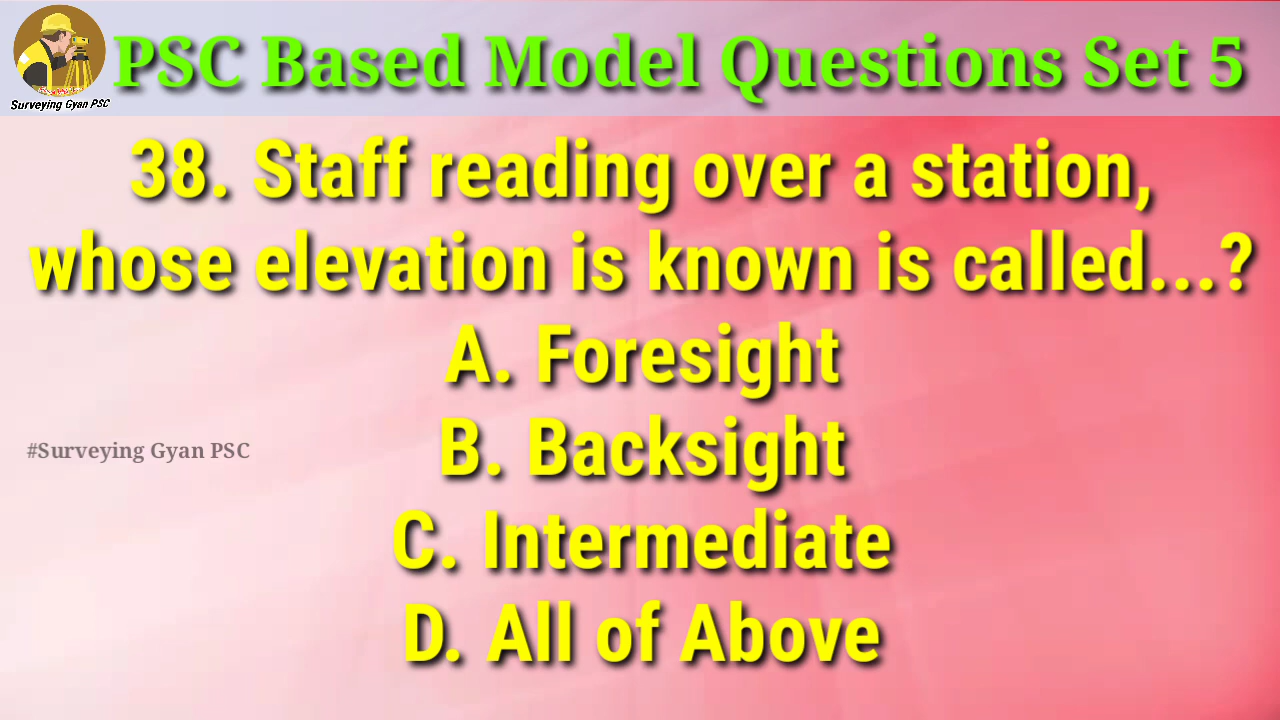 PSC Based Model Questions Set 5
Surveying Gyan PSC
38. Staff reading over a station,
whose elevation is known is called...?
A. Foresight
B. Backsight
#Surveying Gyan PSC
C. Intermediate
D. All of Above